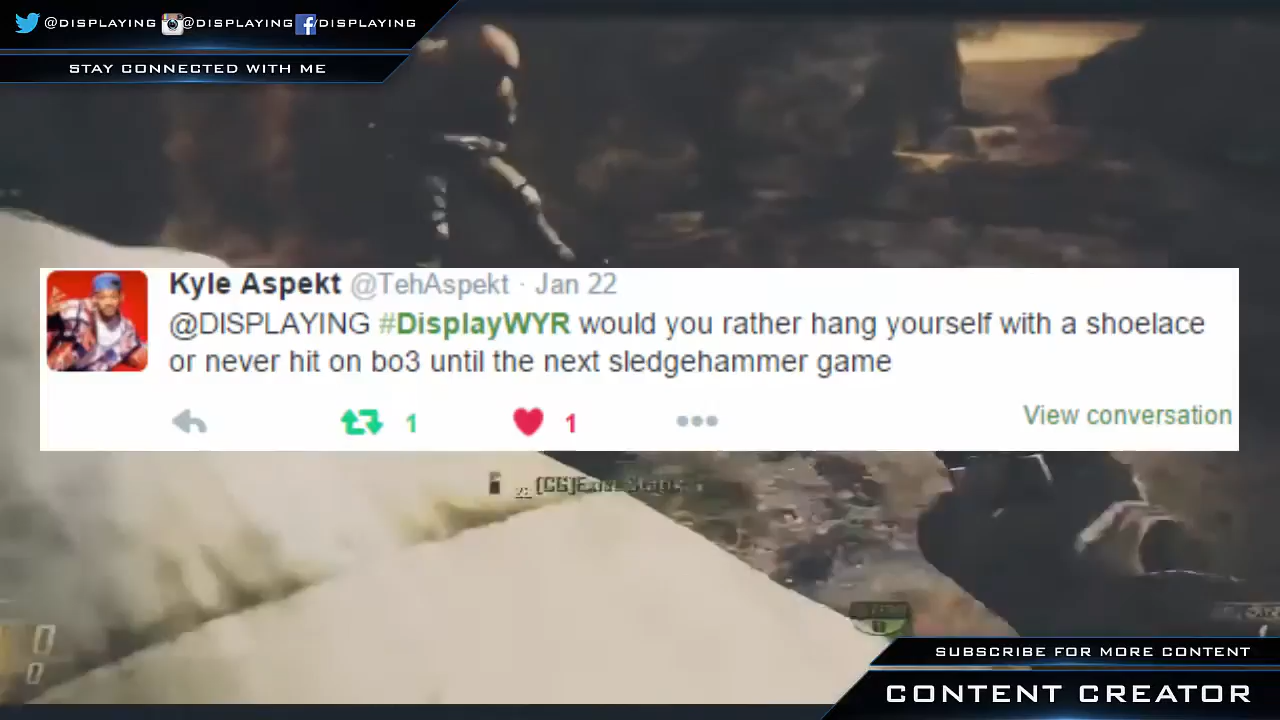 @DISPLAYING @DISPLAYING /DISPLAYING
STAY CONNECTED WITH ME
Kyle Aspekt @TehAspekt · Jan 22
@DISPLAYING #DisplayWYR would you rather hang yourself with a shoelace
or never hit on bo3 until the next sledgehammer game
1 1
View conversation
SUBSCRIBE FOR MORE CONTENT
CONTENT CREATOR